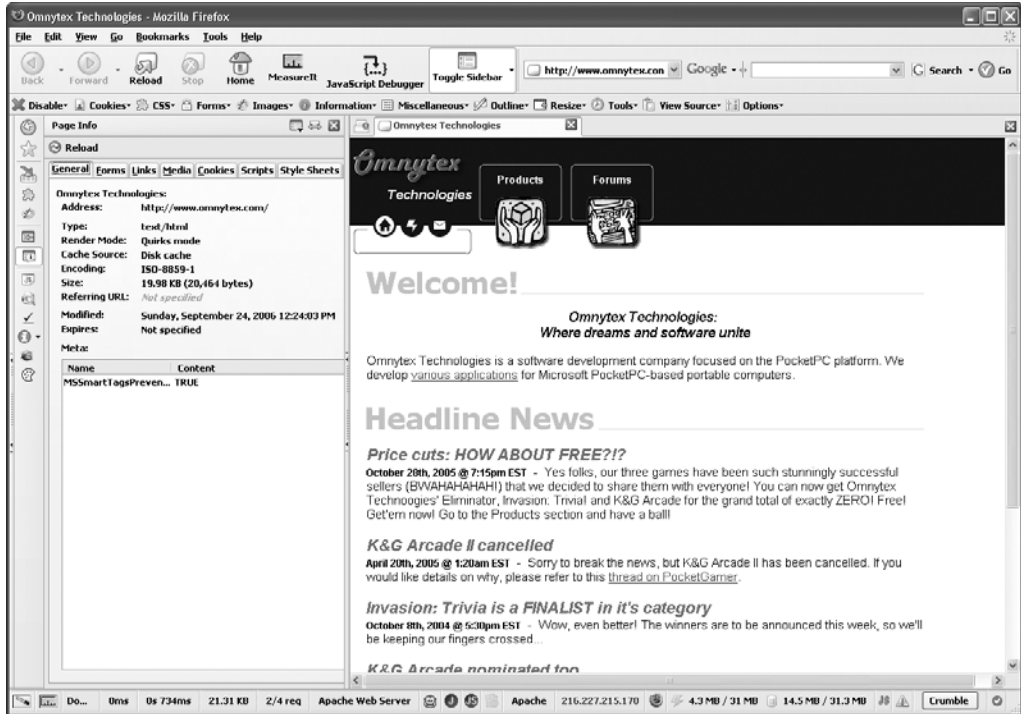 Omnytex Technologies - Mozilla Firefox
File Edit View Go Bookmarks Tools Help
Back Forward Reload Stop Home MeasureIt JavaScript Debugger Toggle Sidebar http://www.omnytex.con Google Search Go
Disable Cookies CSS Forms Images Information Miscellaneous Outline Resize Tools View Source Options
Page Info
Reload
General Forms Links Media Cookies Scripts Style Sheets
Omnytex Technologies:
Address: http://www.omnytex.com/
Type: text/html
Render Mode: Quirks mode
Cache Source: Disk cache
Encoding: ISO-8859-1
Size: 19.98 KB (20,464 bytes)
Referring URL: Not specified
Modified: Sunday, September 24, 2006 12:24:03 PM
Expires: Not specified
Meta:
Name Content
MSSmartTagsPreven... TRUE
Omnytex Technologies
Omnytex
Technologies
Products Forums
Welcome!
Omnytex Technologies:
Where dreams and software unite
Omnytex Technologies is a software development company focused on the PocketPC platform. We
develop various applications for Microsoft PocketPC-based portable computers.
Headline News
Price cuts: HOW ABOUT FREE?!?
October 28th, 2005 @ 7:15pm EST - Yes folks, our three games have been such stunningly successful
sellers (BWAHAHAHAH!) that we decided to share them with everyone! You can now get Omnytex
Technoogies' Eliminator, Invasion: Trivia! and K&G Arcade for the grand total of exactly ZERO! Free!
Get'em now! Go to the Products section and have a ball!
K&G Arcade II cancelled
April 20th, 2005 @ 1:20am EST - Sorry to break the news, but K&G Arcade II has been cancelled. If you
would like details on why, please refer to this thread on PocketGamer.
Invasion: Trivia is a FINALIST in it's category
October 8th, 2004 @ 5:30pm EST - Wow, even better! The winners are to be announced this week, so we'll
be keeping our fingers crossed...
K&G Arcade nominated too
Do... 0ms 0s 734ms 21.31 KB 2/4 req Apache Web Server Apache 216.227.215.170 4.3 MB / 31 MB 14.5 MB / 31.3 MB Crumble